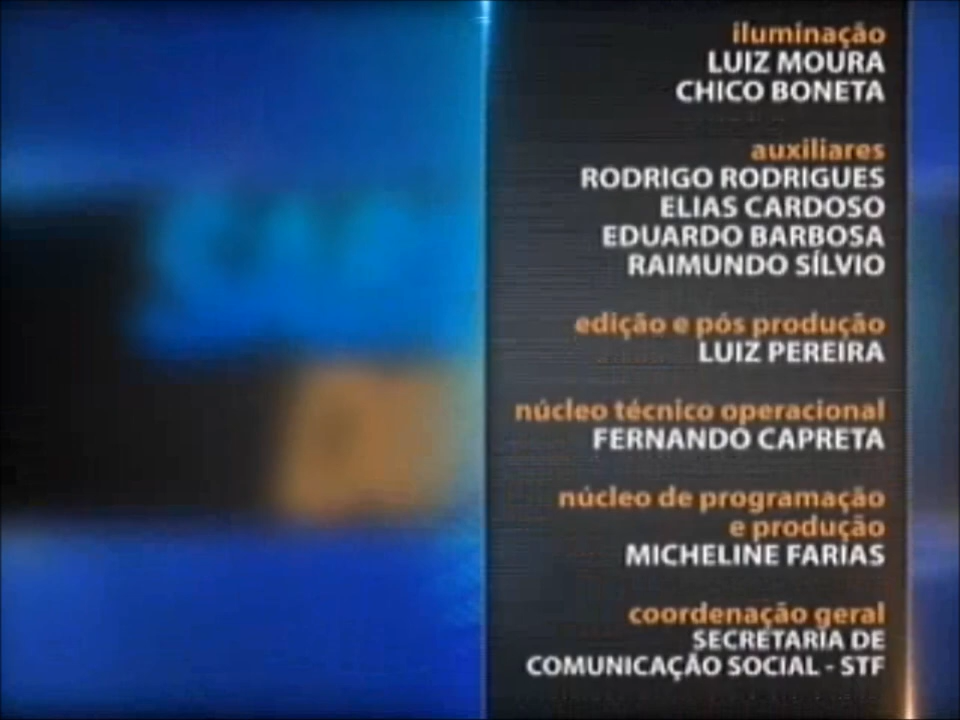 iluminação
LUIZ MOURA
CHICO BONETA
auxiliares
RODRIGO RODRIGUES
ELIAS CARDOSO
EDUARDO BARBOSA
RAIMUNDO SÍLVIO
edição e pós produção
LUIZ PEREIRA
núcleo técnico operacional
FERNANDO CAPRETA
núcleo de programação
e produção
MICHELINE FARIAS
coordenação geral
SECRETARIA DE
COMUNICAÇÃO SOCIAL - STF